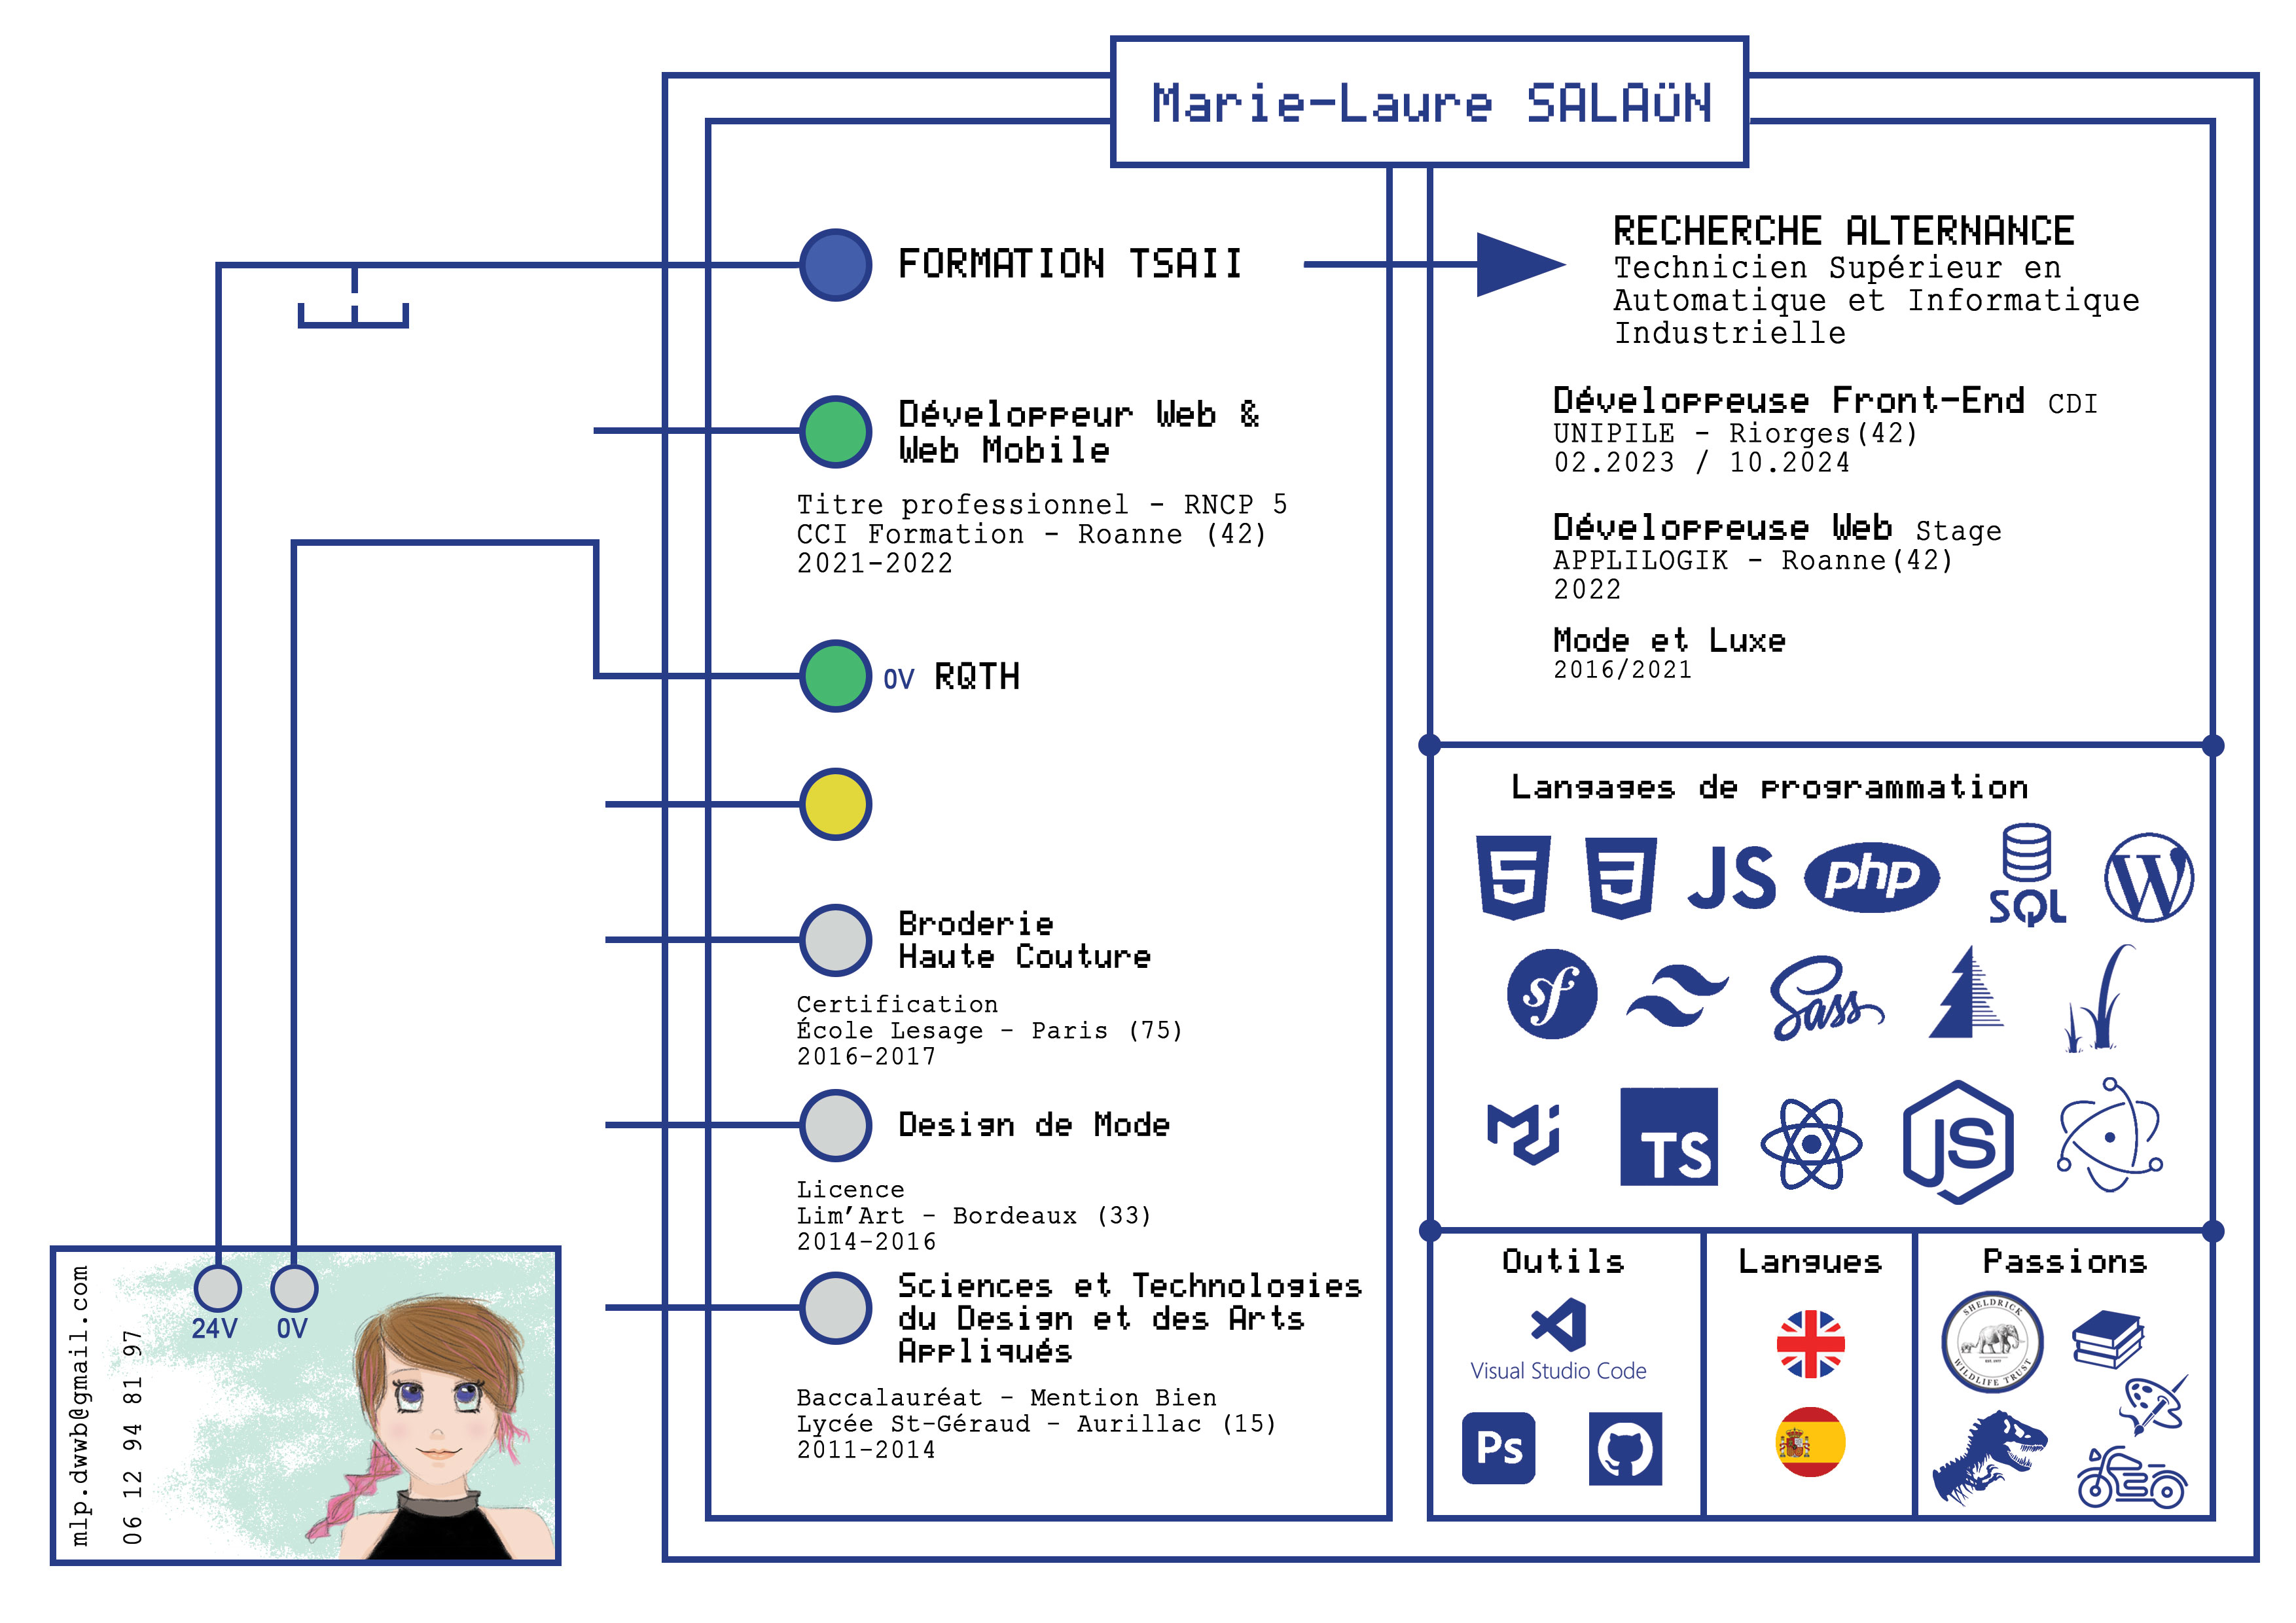 Marie-Laure SALAÜN
FORMATION TSAII
Développeur Web &
Web Mobile
Titre professionnel - RNCP 5
CCI Formation - Roanne (42)
2021-2022
0V RQTH
Broderie
Haute Couture
Certification
École Lesage - Paris (75)
2016-2017
Design de Mode
Licence
Lim'Art - Bordeaux (33)
2014-2016
Sciences et Technologies
du Design et des Arts
Appliqués
Baccalauréat - Mention Bien
Lycée St-Géraud - Aurillac (15)
2011-2014
RECHERCHE ALTERNANCE
Technicien Supérieur en
Automatique et Informatique
Industrielle
Développeuse Front-End CDI
UNIPILE - Riorges(42)
02.2023 / 10.2024
Développeuse Web Stage
APPLILOGIK - Roanne(42)
2022
Mode et Luxe
2016/2021
Langages de programmation
5 3 JS php SQL W
sf Sass
TS JS
Outils
Visual Studio Code
Ps
Langues
Passions
SHELDRICK
EST. 1977
WILDLIFE TRUST
24V 0V
mlp.dwwb@gmail.com
06 12 94 81 97